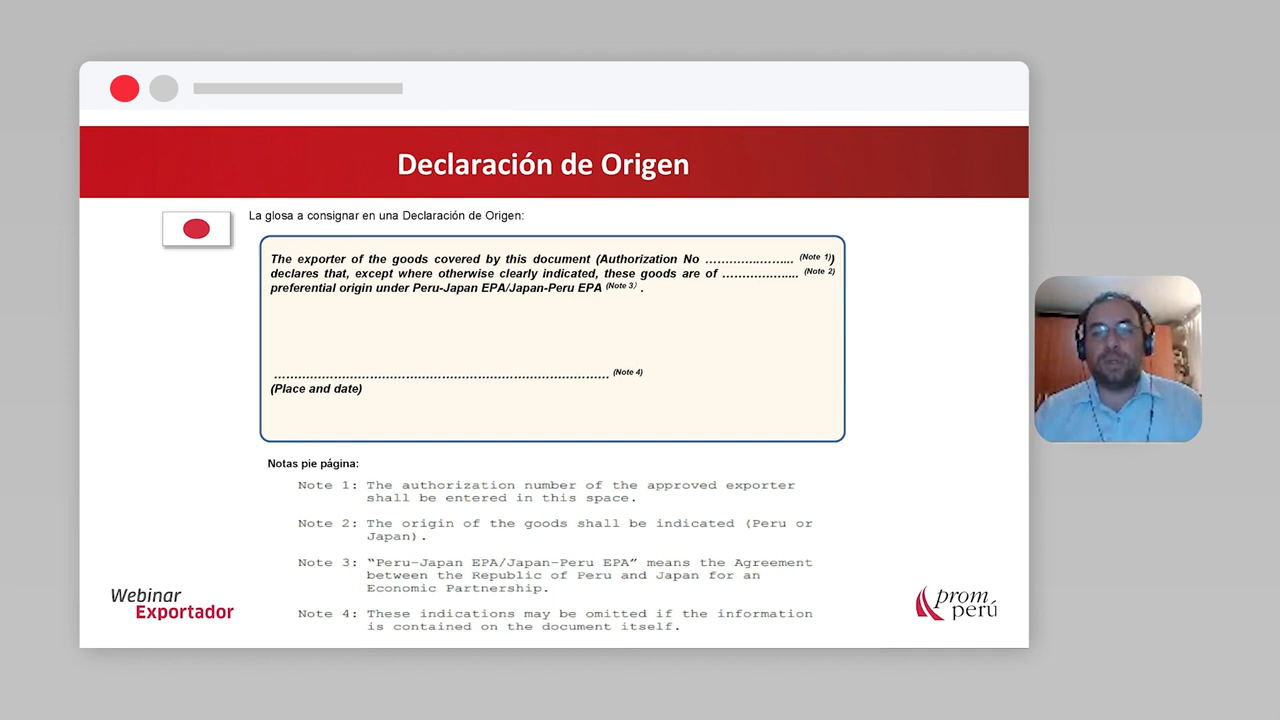 Declaración de Origen
La glosa a consignar en una Declaración de Origen:
The exporter of the goods covered by this document (Authorization No ……………….. (Note 1))
declares that, except where otherwise clearly indicated, these goods are of ……………….. (Note 2)
preferential origin under Peru-Japan EPA/Japan-Peru EPA (Note 3) .
…………………………………………………………………………… (Note 4)
(Place and date)
Notas pie página:
Note 1: The authorization number of the approved exporter
shall be entered in this space.
Note 2: The origin of the goods shall be indicated (Peru or
Japan).
Note 3: “Peru-Japan EPA/Japan-Peru EPA” means the Agreement
between the Republic of Peru and Japan for an
Economic Partnership.
Note 4: These indications may be omitted if the information
is contained on the document itself.
Webinar
Exportador
prom
perú